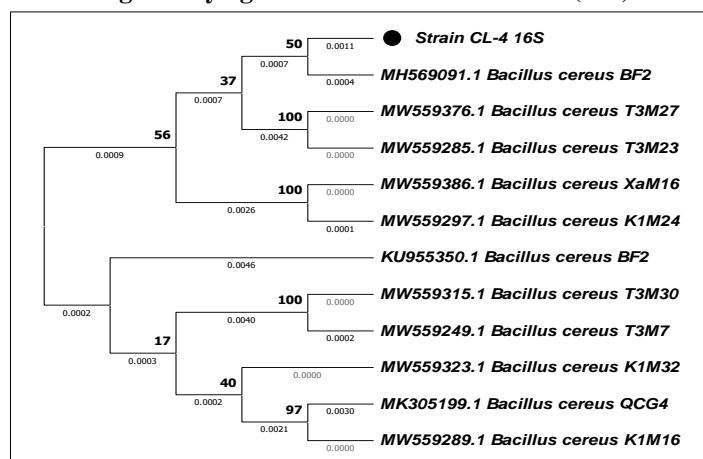 50
Strain CL-4 16S
0.0011
0.0007
37
MH569091.1 Bacillus cereus BF2
0.0004
0.0007
100
MW559376.1 Bacillus cereus T3M27
0.0000
0.0042
56
MW559285.1 Bacillus cereus T3M23
0.0000
0.0009
100
MW559386.1 Bacillus cereus XaM16
0.0000
0.0026
MW559297.1 Bacillus cereus K1M24
0.0001
KU955350.1 Bacillus cereus BF2
0.0046
0.0002
100
MW559315.1 Bacillus cereus T3M30
0.0000
0.0040
17
MW559249.1 Bacillus cereus T3M7
0.0002
0.0003
40
MW559323.1 Bacillus cereus K1M32
0.0000
0.0002
97
MK305199.1 Bacillus cereus QCG4
0.0030
0.0021
MW559289.1 Bacillus cereus K1M16
0.0000